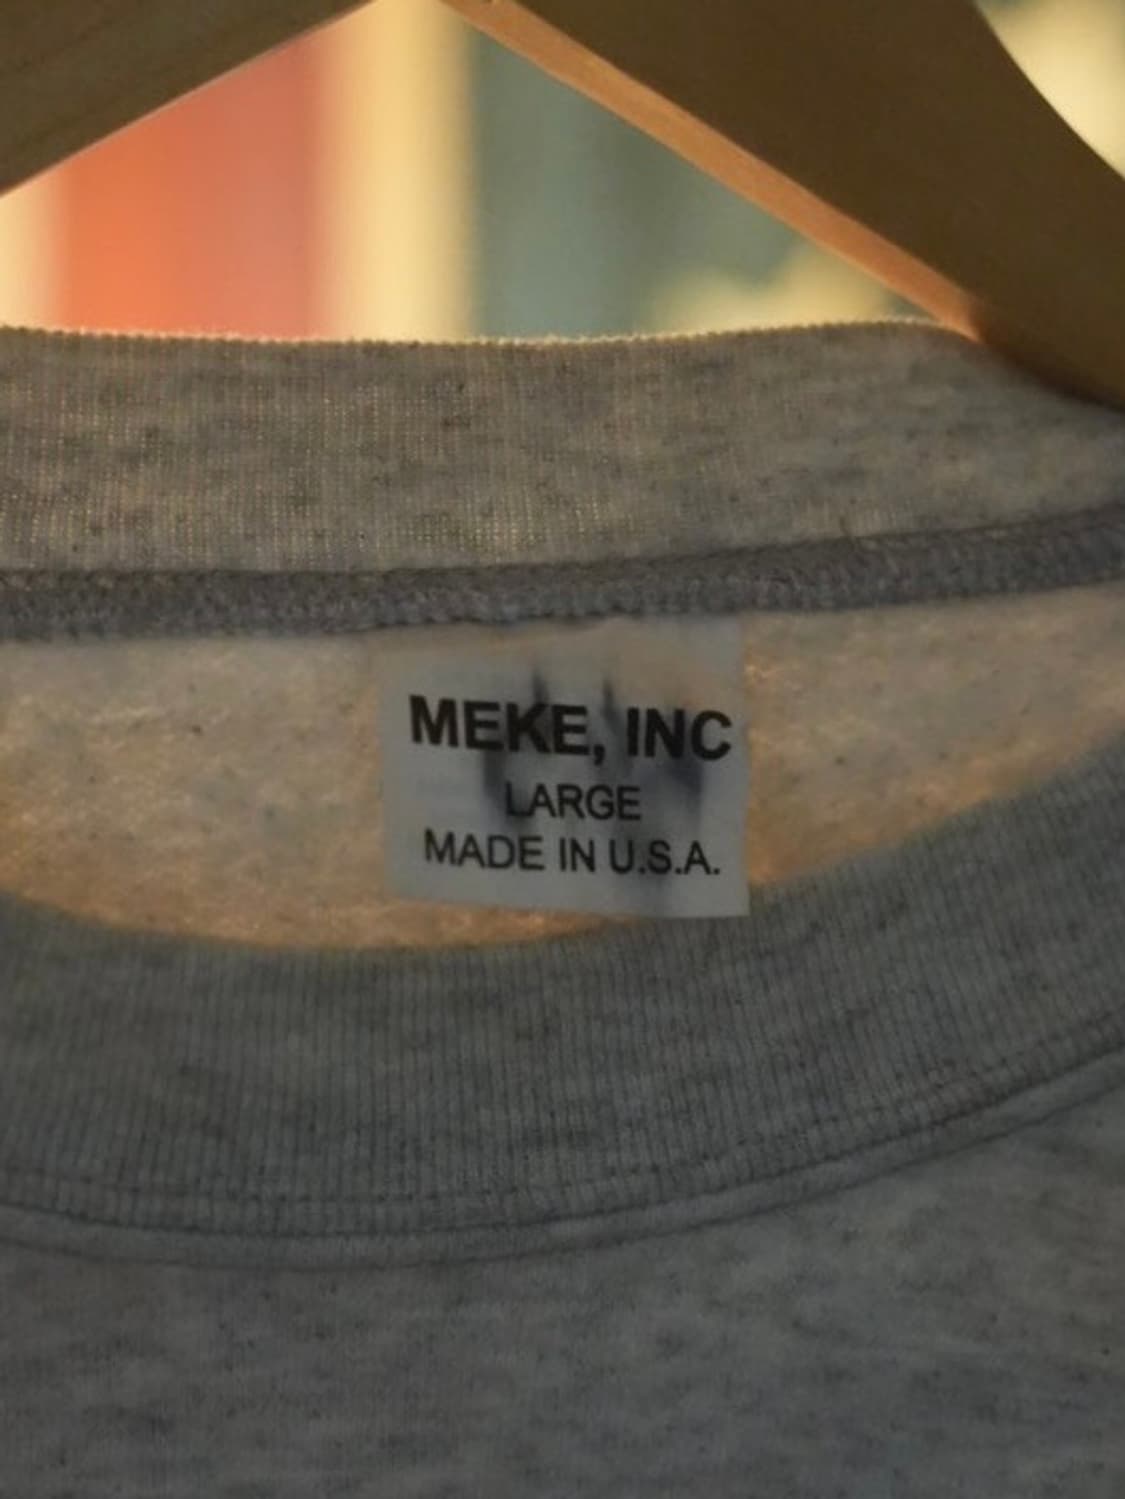 MEKE, INC
LARGE
MADE IN U.S.A.